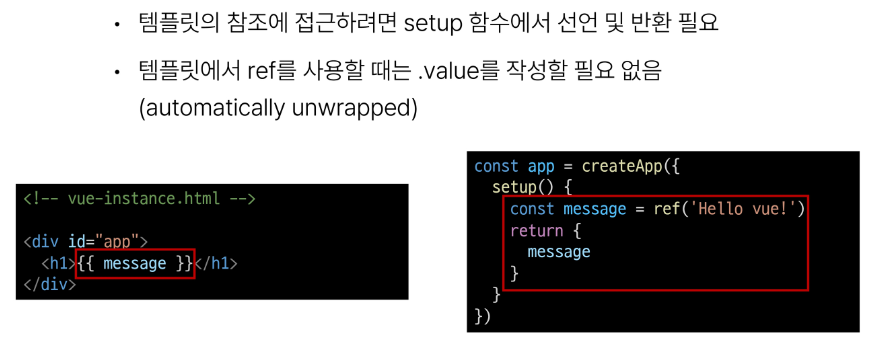 • 템플릿의 참조에 접근하려면 setup 함수에서 선언 및 반환 필요
• 템플릿에서 ref를 사용할 때는 .value를 작성할 필요 없음
(automatically unwrapped)
<!-- vue-instance.html -->
<div id="app">
  <h1>{{ message }}</h1>
</div>
const app = createApp({
  setup() {
    const message = ref('Hello vue!')
    return {
      message
    }
  }
})